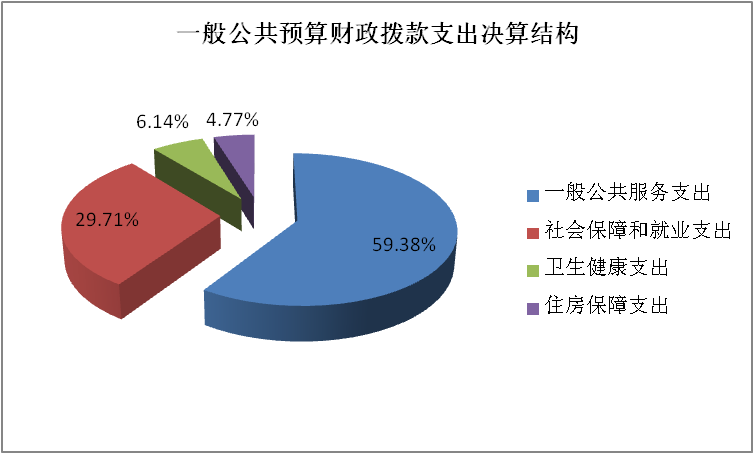 一般公共预算财政拨款支出决算结构
6.14%
4.77%
29.71%
59.38%
一般公共服务支出
社会保障和就业支出
卫生健康支出
住房保障支出